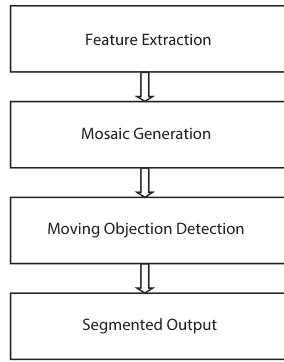 Feature Extraction
Mosaic Generation
Moving Objection Detection
Segmented Output